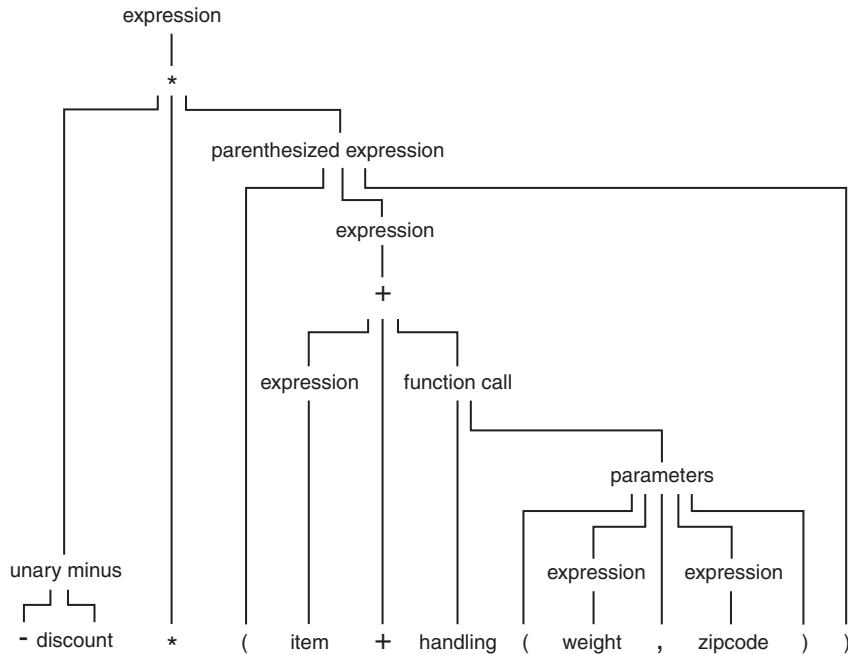 expression
*
parenthesized expression
expression
+
expression function call
parameters
unary minus expression expression
- discount * ( item + handling ( weight , zipcode ) )